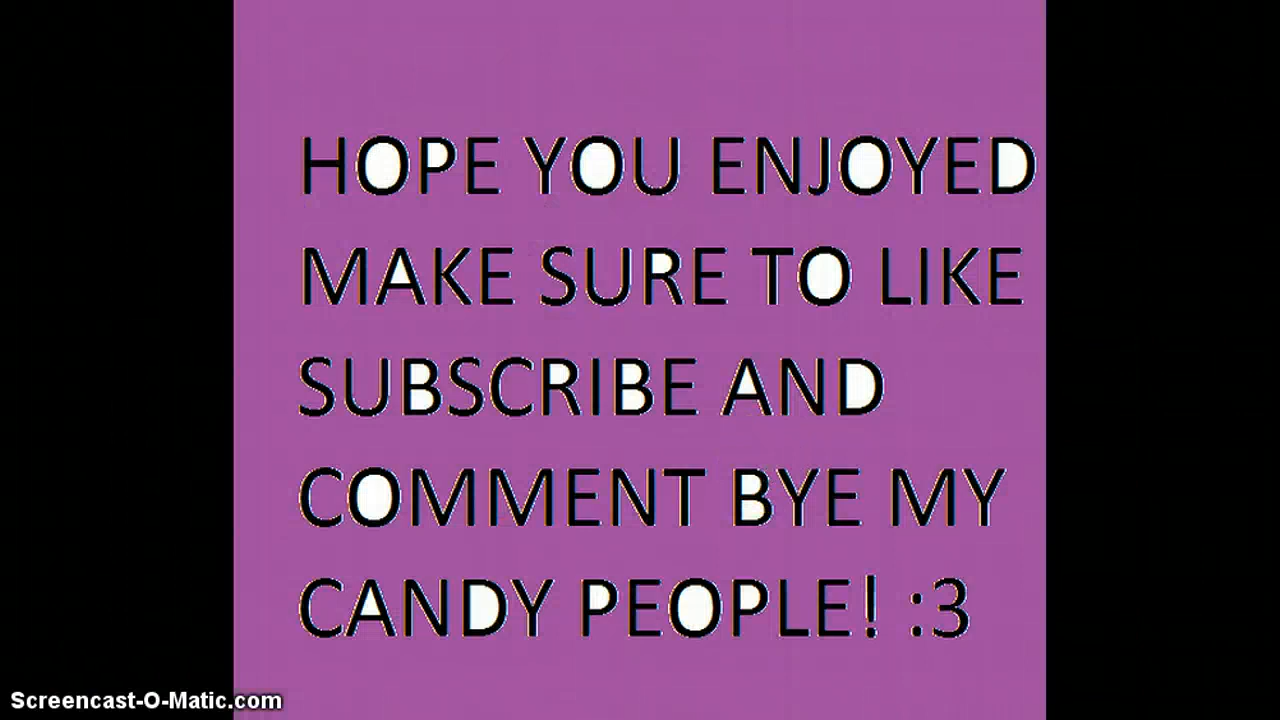 HOPE YOU ENJOYED
MAKE SURE TO LIKE
SUBSCRIBE AND
COMMENT BYE MY
CANDY PEOPLE! :3
Screencast-O-Matic.com